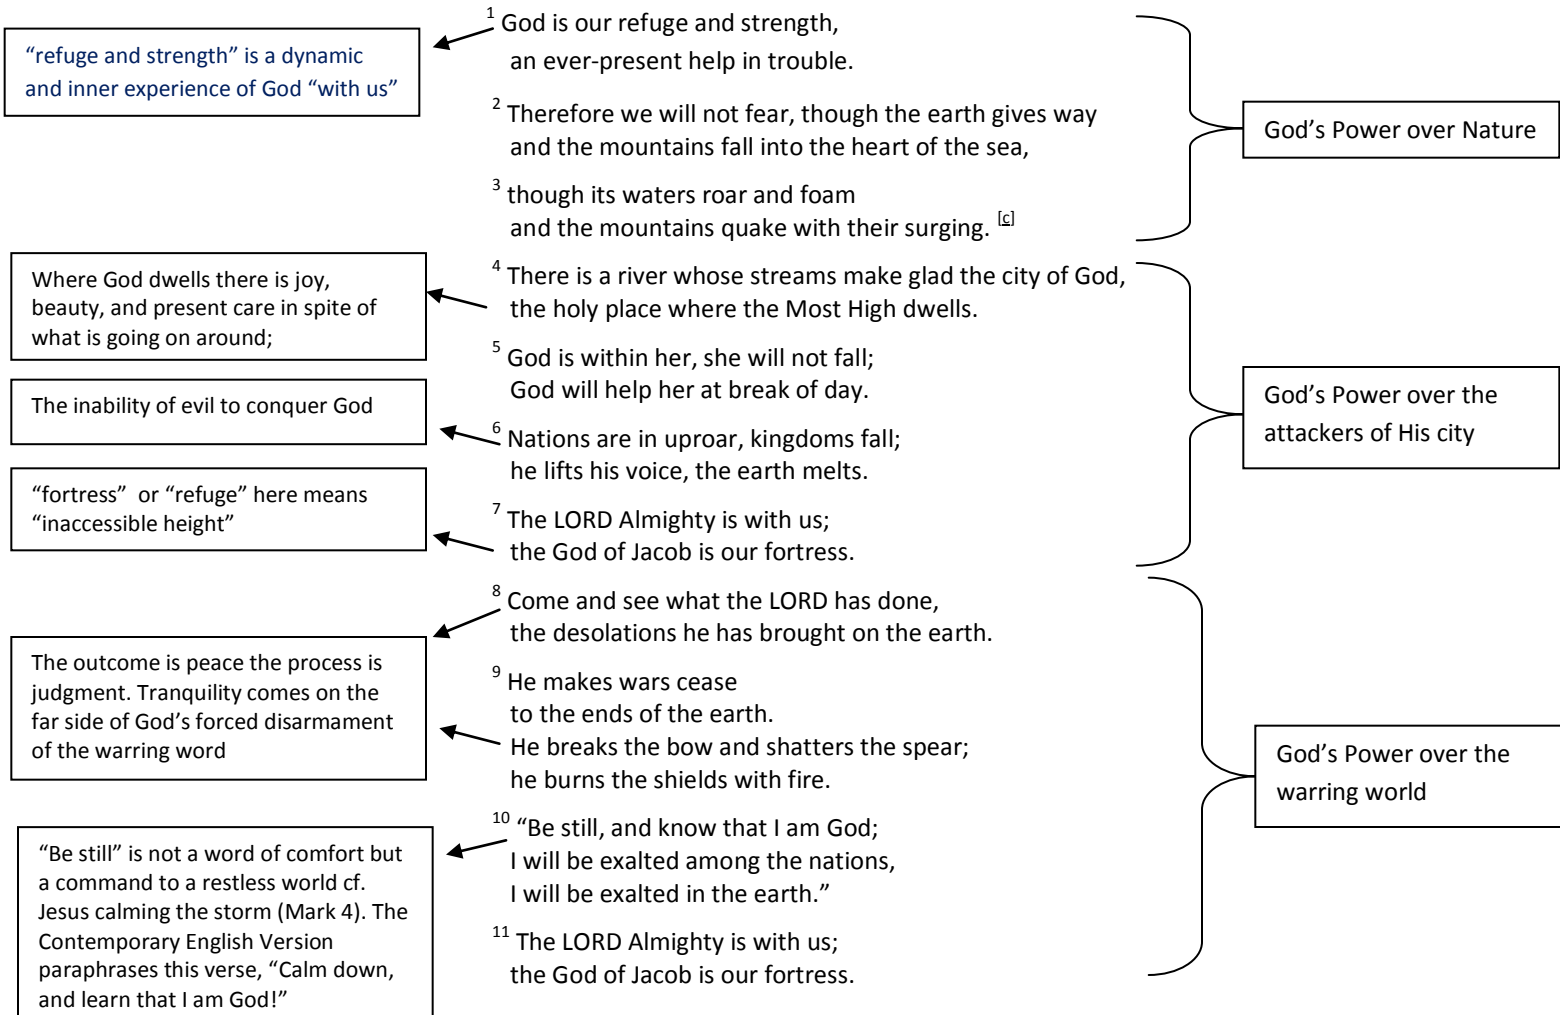 “refuge and strength” is a dynamic
and inner experience of God “with us”
1 God is our refuge and strength,
an ever-present help in trouble.
2 Therefore we will not fear, though the earth gives way
and the mountains fall into the heart of the sea,
3 though its waters roar and foam
and the mountains quake with their surging. [c]
God’s Power over Nature
Where God dwells there is joy,
beauty, and present care in spite of
what is going on around;
4 There is a river whose streams make glad the city of God,
the holy place where the Most High dwells.
5 God is within her, she will not fall;
God will help her at break of day.
The inability of evil to conquer God
6 Nations are in uproar, kingdoms fall;
he lifts his voice, the earth melts.
“fortress” or “refuge” here means
“inaccessible height”
7 The LORD Almighty is with us;
the God of Jacob is our fortress.
God’s Power over the
attackers of His city
8 Come and see what the LORD has done,
the desolations he has brought on the earth.
The outcome is peace the process is
judgment. Tranquility comes on the
far side of God’s forced disarmament
of the warring word
9 He makes wars cease
to the ends of the earth.
He breaks the bow and shatters the spear;
he burns the shields with fire.
God’s Power over the
warring world
10 “Be still, and know that I am God;
I will be exalted among the nations,
I will be exalted in the earth.”
“Be still” is not a word of comfort but
a command to a restless world cf.
Jesus calming the storm (Mark 4). The
Contemporary English Version
paraphrases this verse, “Calm down,
and learn that I am God!”
11 The LORD Almighty is with us;
the God of Jacob is our fortress.